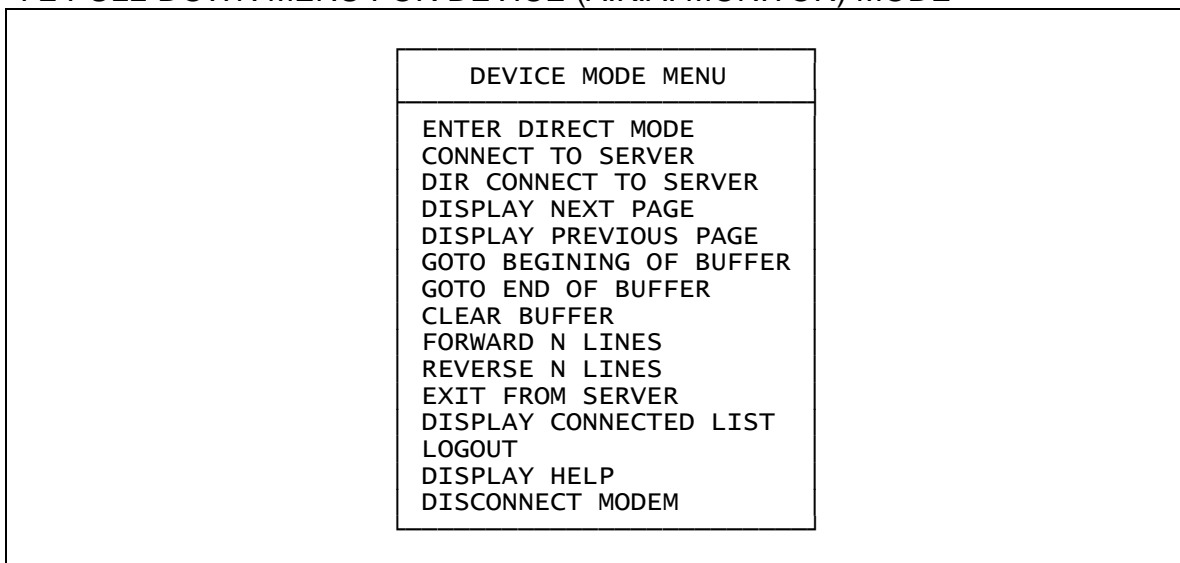 DEVICE MODE MENU
ENTER DIRECT MODE
CONNECT TO SERVER
DIR CONNECT TO SERVER
DISPLAY NEXT PAGE
DISPLAY PREVIOUS PAGE
GOTO BEGINING OF BUFFER
GOTO END OF BUFFER
CLEAR BUFFER
FORWARD N LINES
REVERSE N LINES
EXIT FROM SERVER
DISPLAY CONNECTED LIST
LOGOUT
DISPLAY HELP
DISCONNECT MODEM